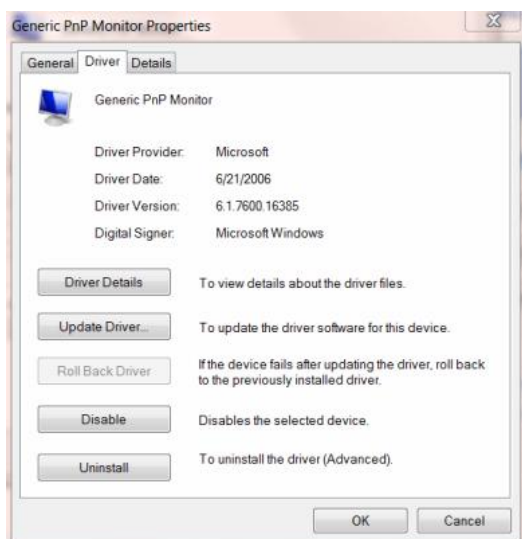 Generic PnP Monitor Properties
General Driver Details
Generic PnP Monitor
Driver Provider: Microsoft
Driver Date: 6/21/2006
Driver Version: 6.1.7600.16385
Digital Signer: Microsoft Windows
Driver Details To view details about the driver files.
Update Driver... To update the driver software for this device.
Roll Back Driver If the device fails after updating the driver, roll back
to the previously installed driver.
Disable Disables the selected device.
Uninstall To uninstall the driver (Advanced).
OK Cancel